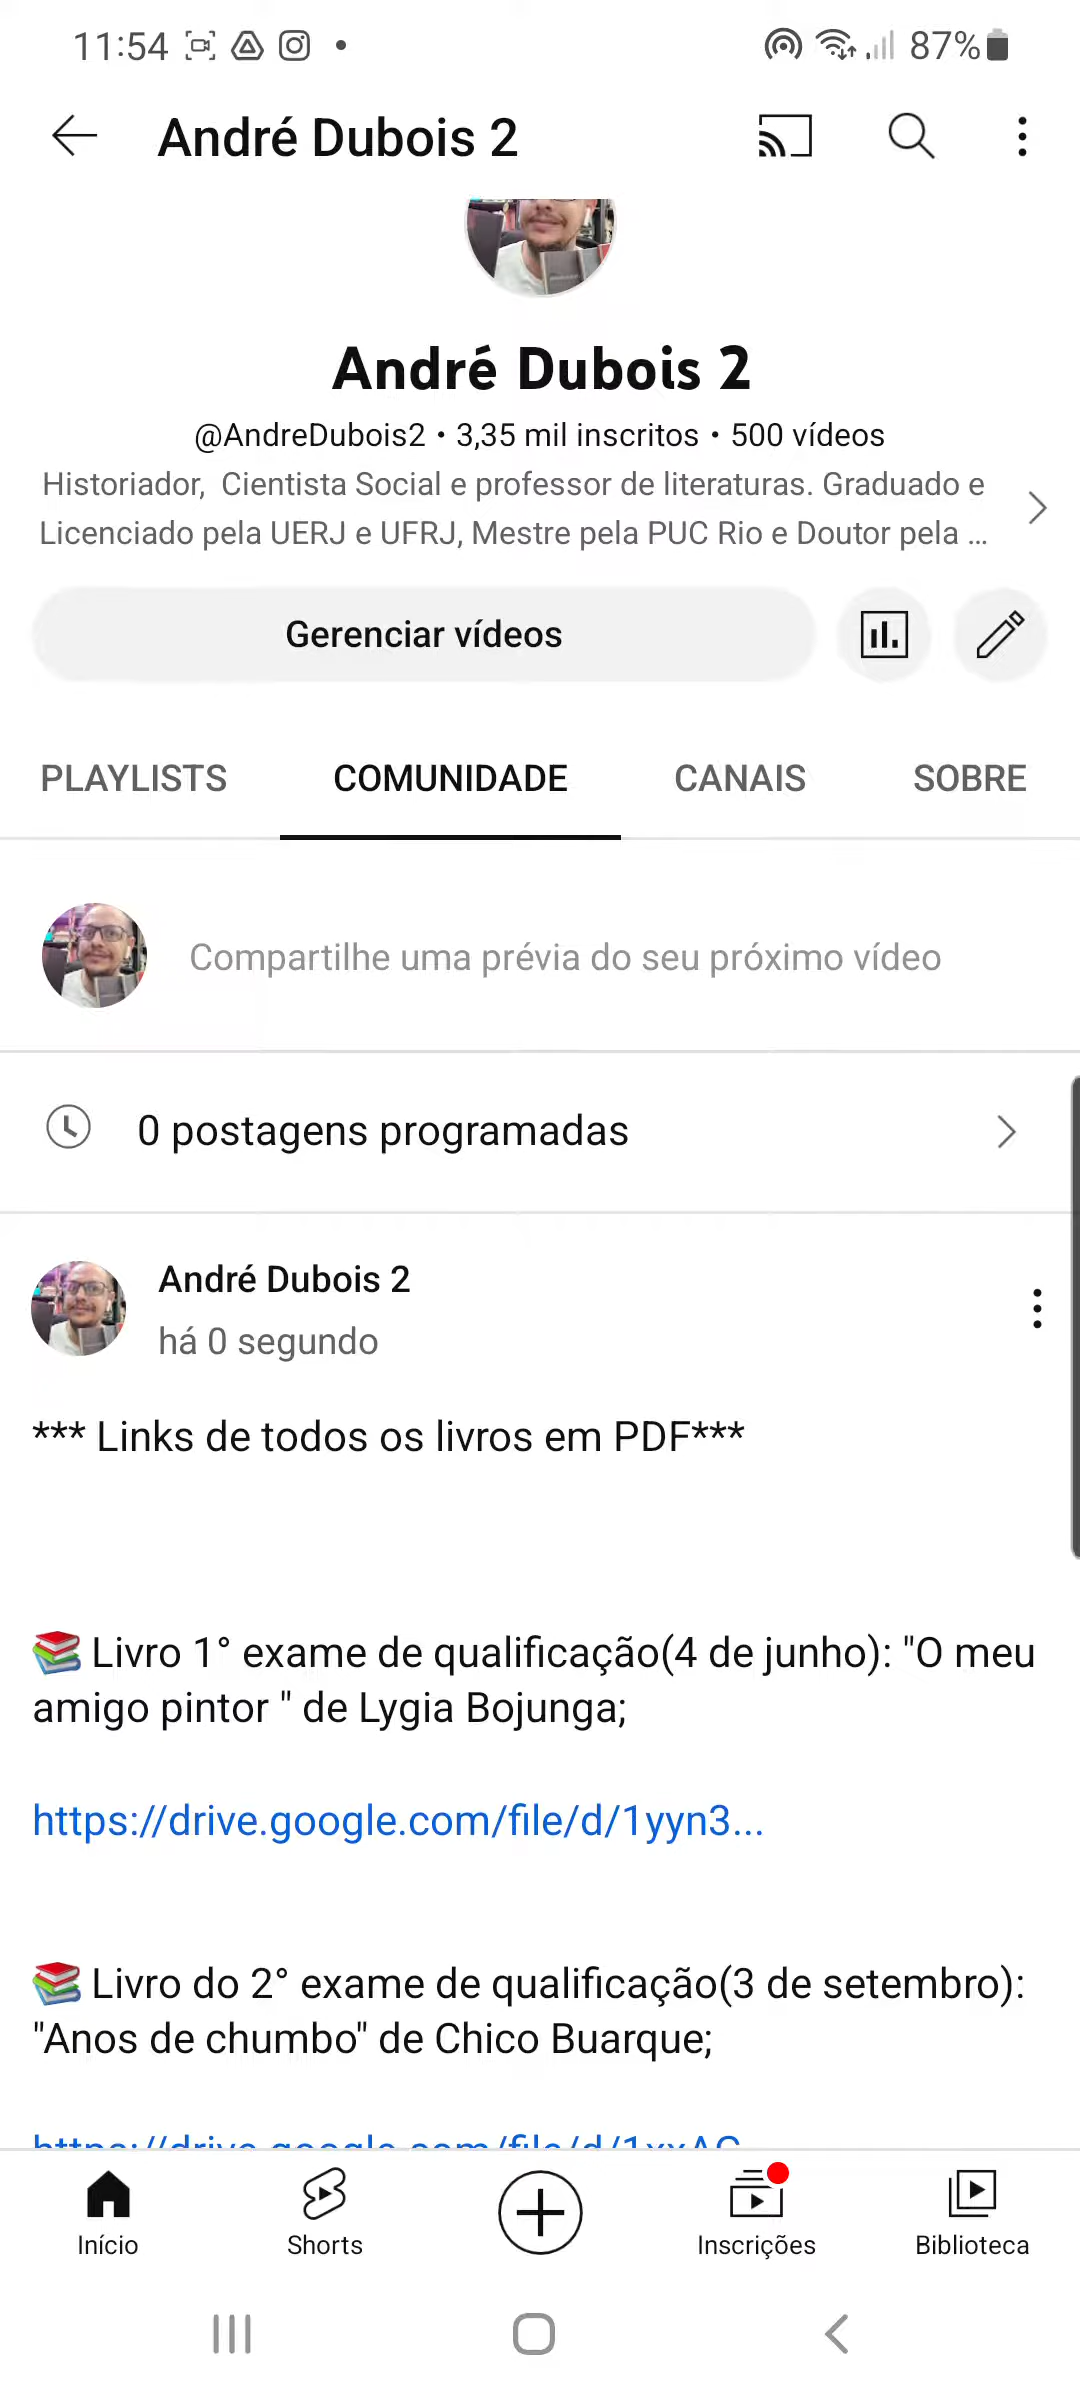 11:54
87%
André Dubois 2
André Dubois 2
@AndreDubois2 • 3,35 mil inscritos • 500 vídeos
Historiador, Cientista Social e professor de literaturas. Graduado e
Licenciado pela UERJ e UFRJ, Mestre pela PUC Rio e Doutor pela ...
Gerenciar vídeos
PLAYLISTS COMUNIDADE CANAIS SOBRE
Compartilhe uma prévia do seu próximo vídeo
0 postagens programadas
André Dubois 2
há 0 segundo
*** Links de todos os livros em PDF***
📚 Livro 1° exame de qualificação(4 de junho): "O meu
amigo pintor " de Lygia Bojunga;
https://drive.google.com/file/d/1yyn3...
📚 Livro do 2° exame de qualificação(3 de setembro):
"Anos de chumbo" de Chico Buarque;
Início Shorts Inscrições Biblioteca